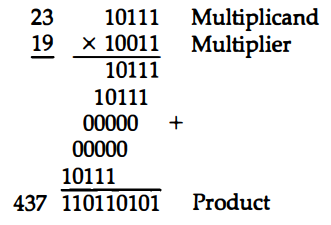 23 10111 Multiplicand
19 × 10011 Multiplier
10111
10111
00000 +
00000
10111
437 110110101 Product